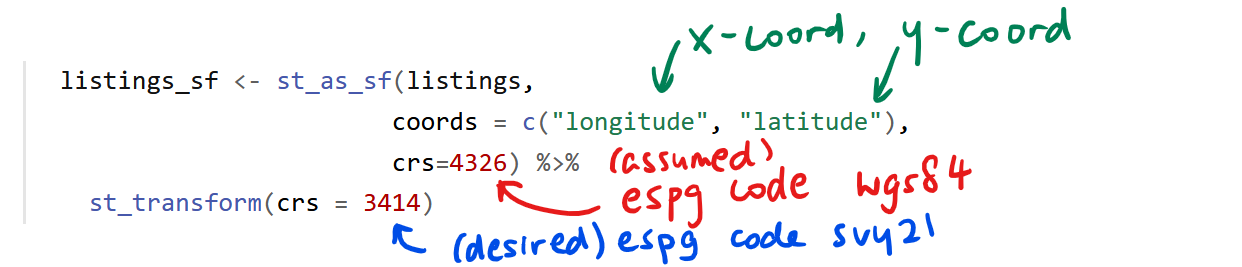 x-coord, y-coord
listings_sf <- st_as_sf(listings,
coords = c("longitude", "latitude"),
crs=4326) %>% (assumed)
espg code wgs84
st_transform(crs = 3414)
(desired) espg code svy21